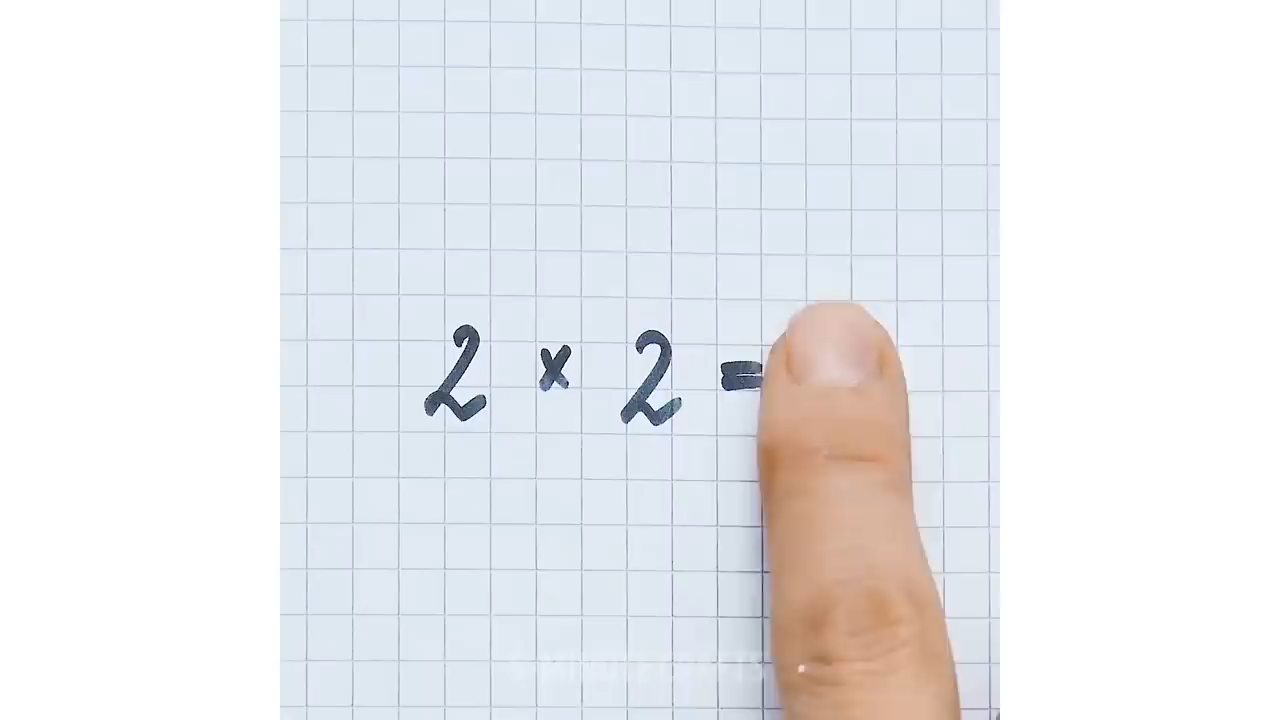 2 × 2 =